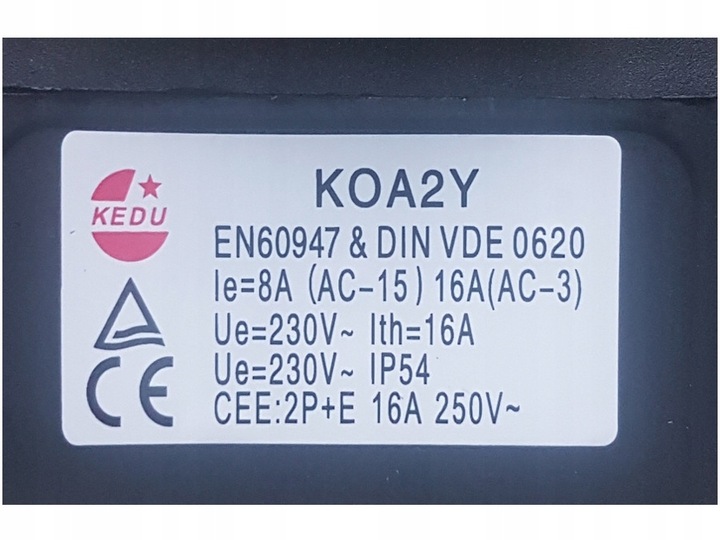 KEDU
KOA2Y
EN60947 & DIN VDE 0620
Ie=8A (AC-15) 16A(AC-3)
Ue=230V~ Ith=16A
Ue=230V~ IP54
CE
CEE:2P+E 16A 250V~